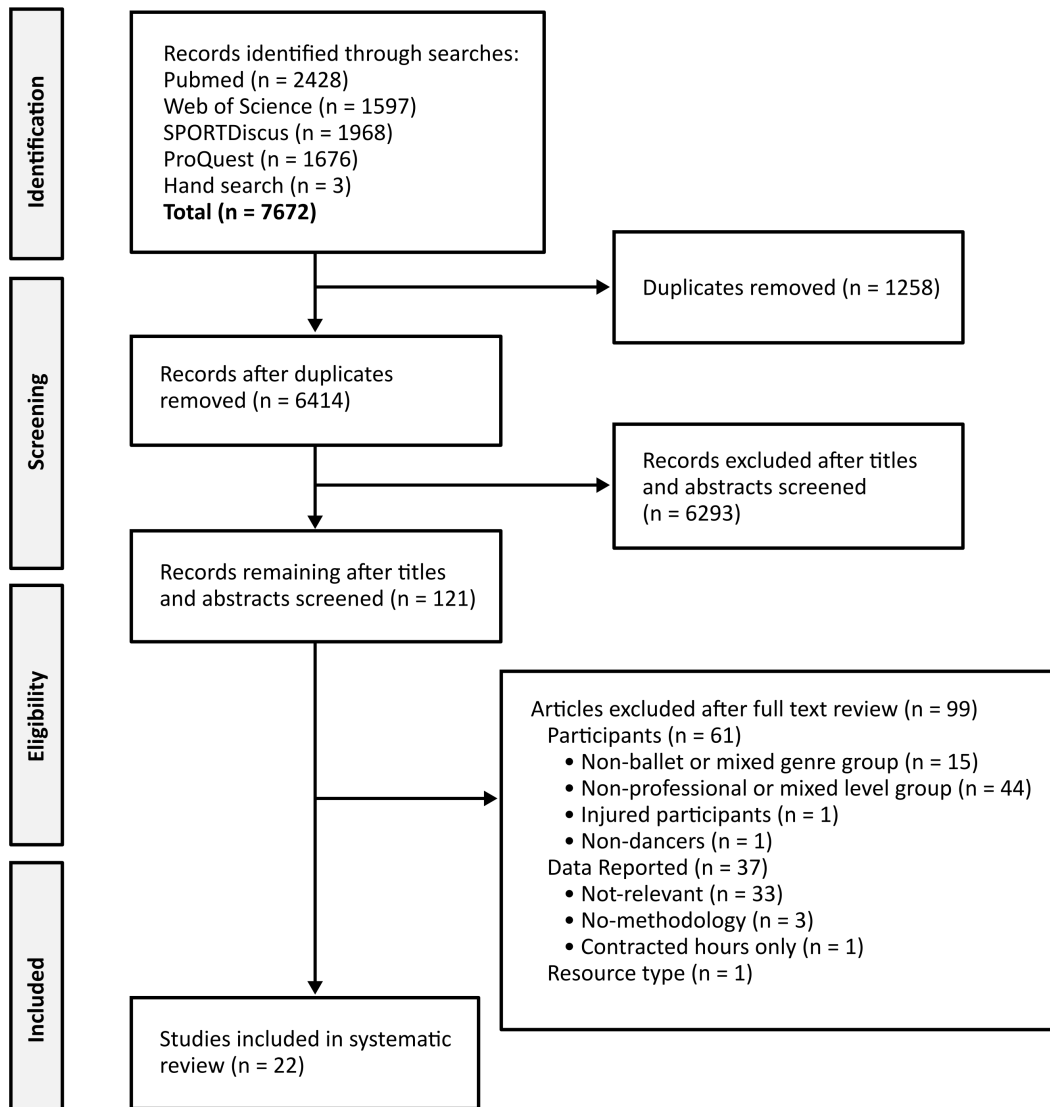 Identification
Records identified through searches:
Pubmed (n = 2428)
Web of Science (n = 1597)
SPORTDiscus (n = 1968)
ProQuest (n = 1676)
Hand search (n = 3)
Total (n = 7672)
Duplicates removed (n = 1258)
Screening
Records after duplicates
removed (n = 6414)
Records excluded after titles
and abstracts screened
(n = 6293)
Records remaining after titles
and abstracts screened (n = 121)
Eligibility
Articles excluded after full text review (n = 99)
Participants (n = 61)
• Non-ballet or mixed genre group (n = 15)
• Non-professional or mixed level group (n = 44)
• Injured participants (n = 1)
• Non-dancers (n = 1)
Data Reported (n = 37)
• Not-relevant (n = 33)
• No-methodology (n = 3)
• Contracted hours only (n = 1)
Resource type (n = 1)
Included
Studies included in systematic
review (n = 22)